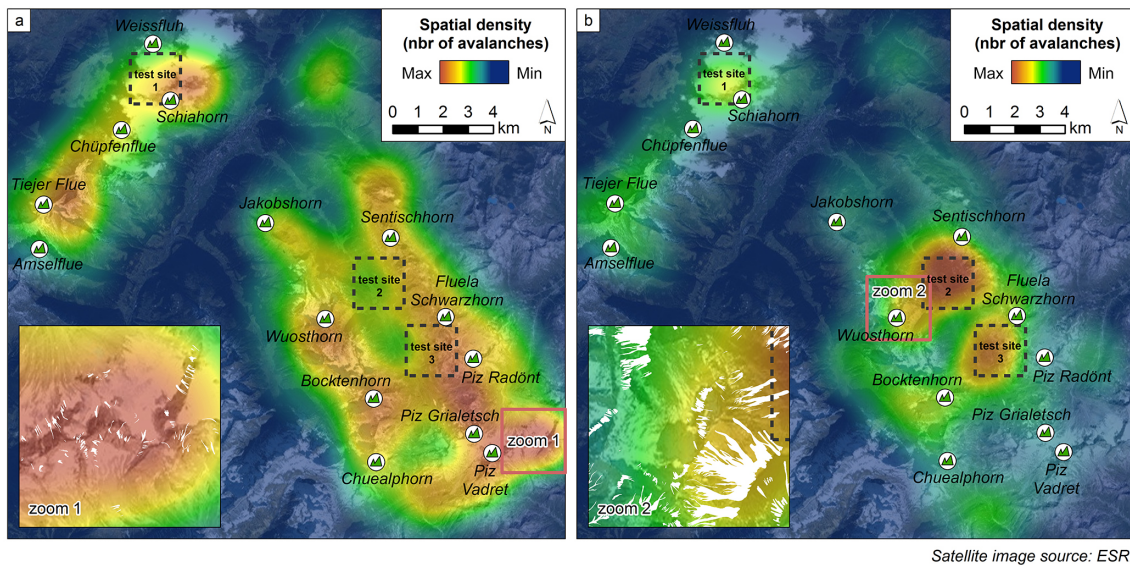 a
Weissfluh
test site
1
Schiahorn
Chüpfenflue
Tiejer Flue
Amselflue
Jakobshorn
Sentischhorn
test site
2
Fluela
Schwarzhorn
Wuosthorn
test site
3
Piz Radönt
Bocktenhorn
Piz Grialetsch
zoom 1
Chuealphorn
Piz
Vadret
zoom 1
Spatial density
(nbr of avalanches)
Max
Min
0 1 2 3 4
km
N
b
Weissfluh
test site
1
Schiahorn
Chüpfenflue
Tiejer Flue
Amselflue
Jakobshorn
Sentischhorn
test site
2
zoom 2
Fluela
Schwarzhorn
Wuosthorn
test site
3
Piz Radönt
Bocktenhorn
Piz Grialetsch
Chuealphorn
Piz
Vadret
zoom 2
Spatial density
(nbr of avalanches)
Max
Min
0 1 2 3 4
km
N
Satellite image source: ESR